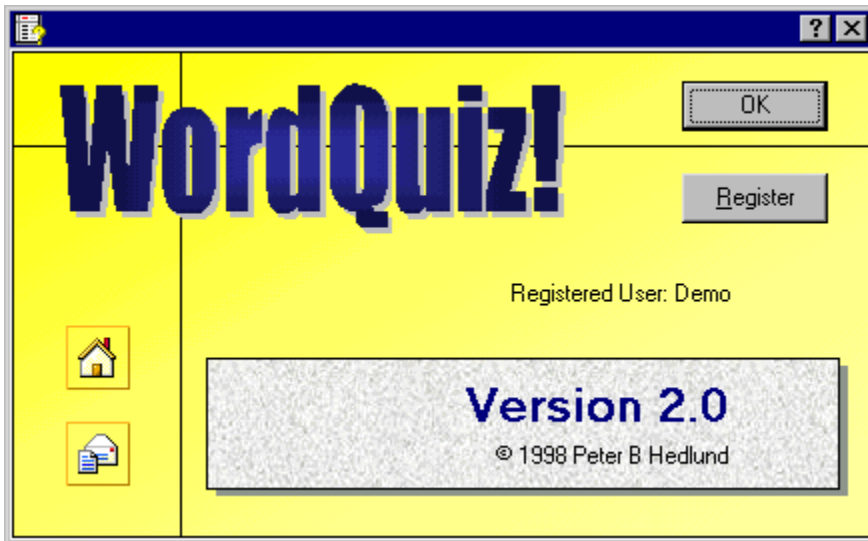 WordQuiz!
OK
Register
Registered User: Demo
Version 2.0
© 1998 Peter B Hedlund